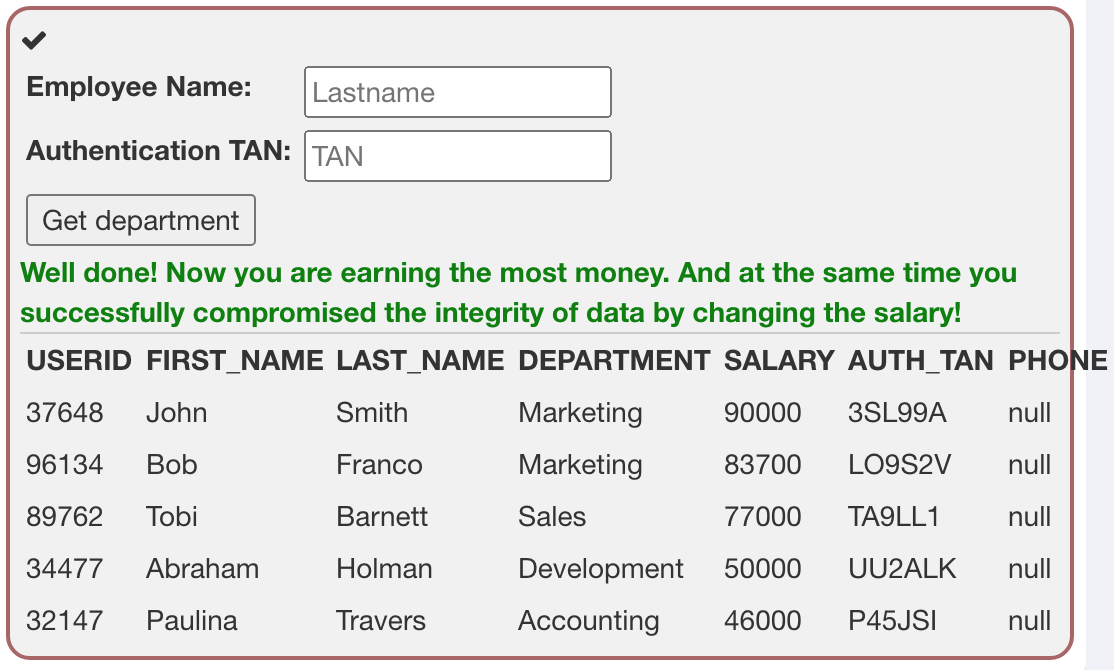 Employee Name: Lastname
Authentication TAN: TAN
Get department
Well done! Now you are earning the most money. And at the same time you
successfully compromised the integrity of data by changing the salary!
USERID FIRST_NAME LAST_NAME DEPARTMENT SALARY AUTH_TAN PHONE
37648 John Smith Marketing 90000 3SL99A null
96134 Bob Franco Marketing 83700 LO9S2V null
89762 Tobi Barnett Sales 77000 TA9LL1 null
34477 Abraham Holman Development 50000 UU2ALK null
32147 Paulina Travers Accounting 46000 P45JSI null